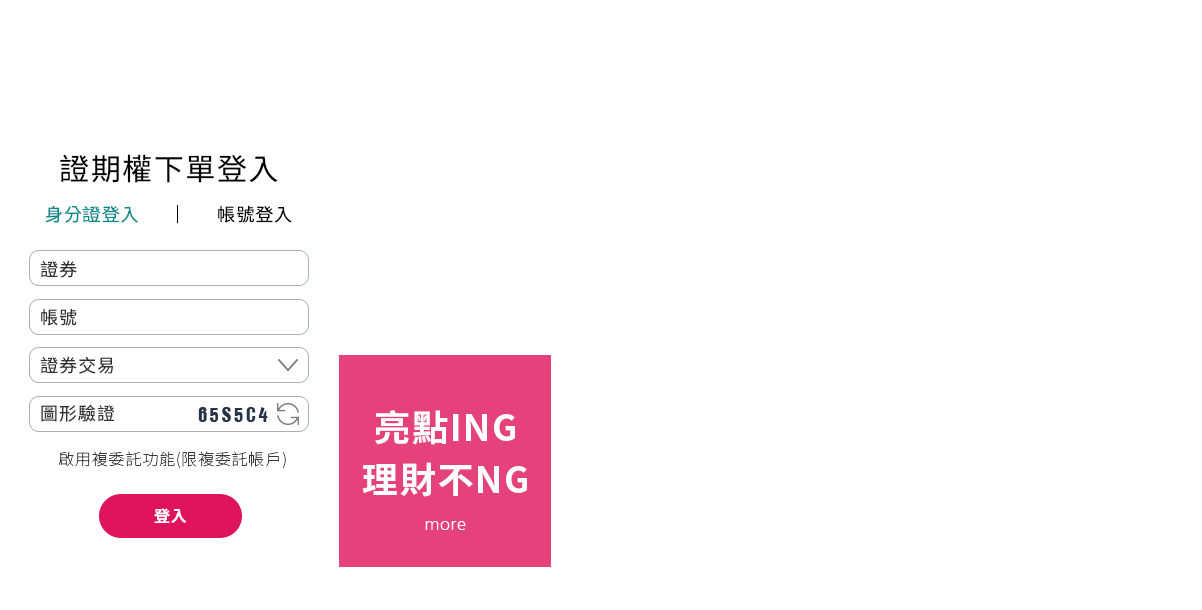 證期權下單登入
身分證登入 | 帳號登入
證券
帳號
證券交易
圖形驗證 65S5C4
啟用複委託功能(限複委託帳戶)
登入
亮點ING
理財不NG
more